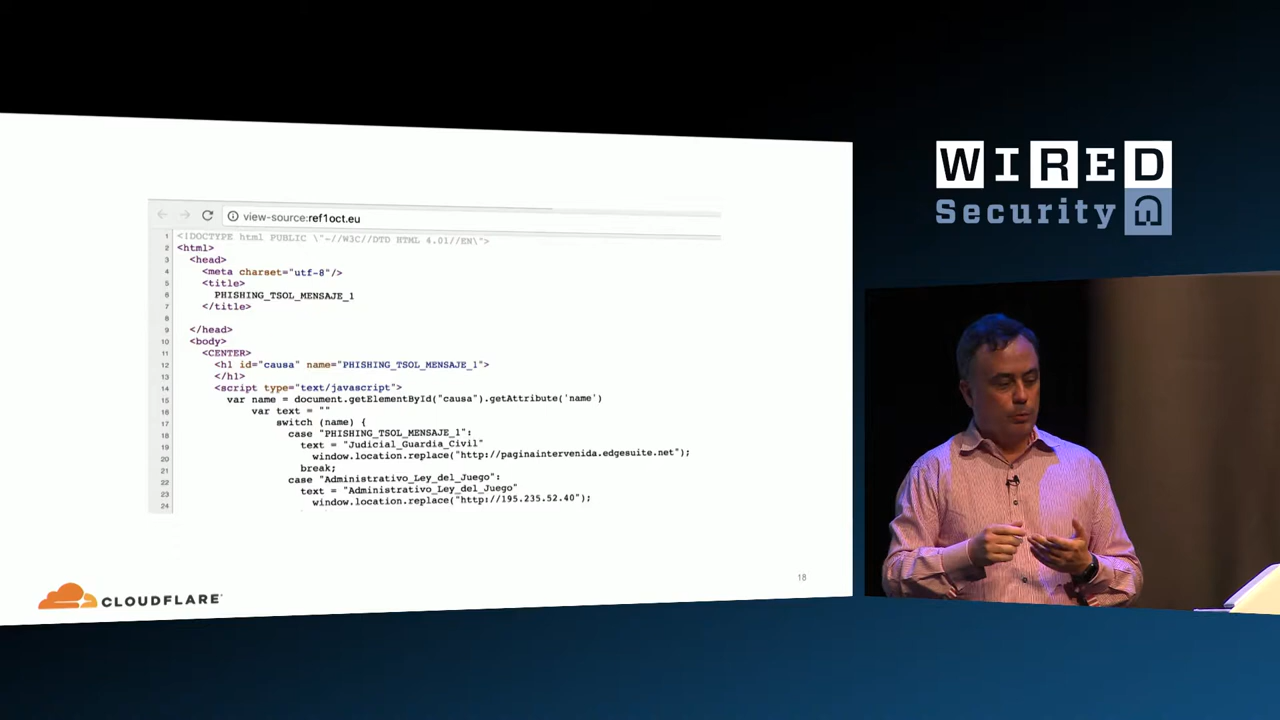 WIRED
Security
view-source:ref1oct.eu
1 <!DOCTYPE html PUBLIC \"-//W3C//DTD HTML 4.01//EN\">
2 <html>
3 <head>
4 <meta charset="utf-8"/>
5 <title>
6 PHISHING_TSOL_MENSAJE_1
7 </title>
8
9 </head>
10 <body>
11 <CENTER>
12 <h1 id="causa" name="PHISHING_TSOL_MENSAJE_1">
13 </h1>
14 <script type="text/javascript">
15 var name = document.getElementById("causa").getAttribute('name')
16 var text = ""
17 switch (name) {
18 case "PHISHING_TSOL_MENSAJE_1":
19 text = "Judicial_Guardia_Civil"
20 window.location.replace("http://paginaintervenida.edgesuite.net");
21 break;
22 case "Administrativo_Ley_del_Juego":
23 text = "Administrativo_Ley_del_Juego"
24 window.location.replace("http://195.235.52.40");
18
CLOUDFLARE